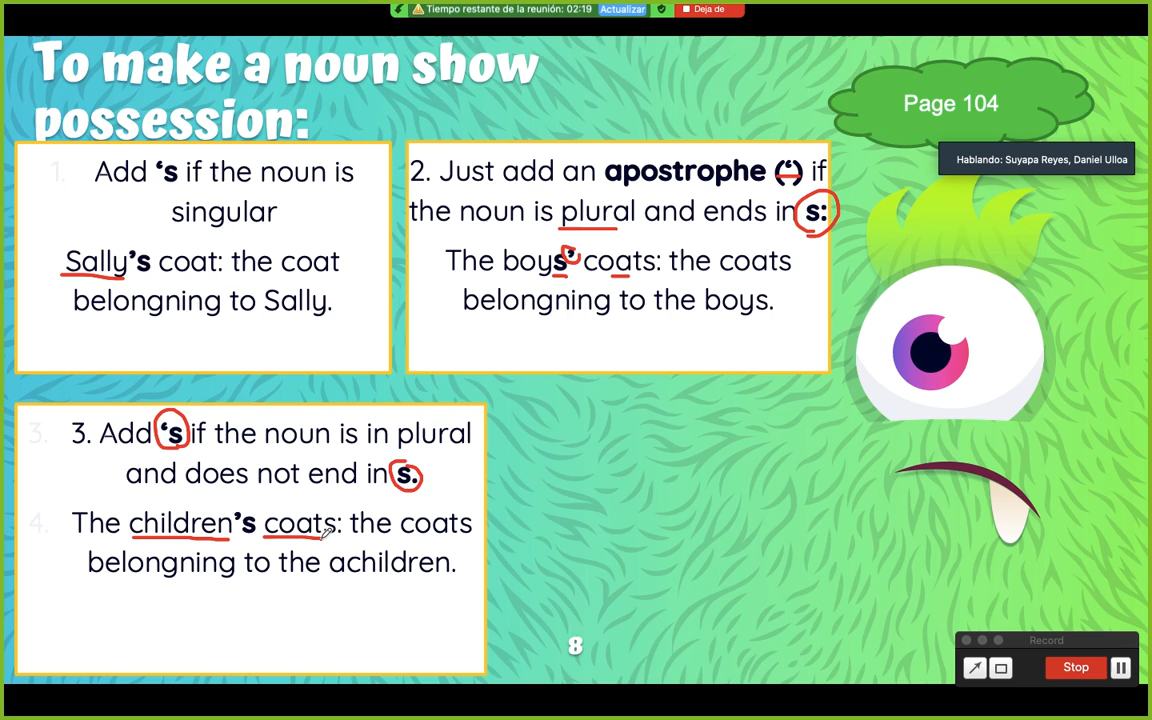 Tiempo restante de la reunión: 02:19 Actualizar Deja de
To make a noun show
possession:
Page 104
Hablando: Suyapa Reyes, Daniel Ulloa
1. Add ‘s if the noun is
singular
Sally’s coat: the coat
belongning to Sally.
2. Just add an apostrophe (‘) if
the noun is plural and ends in s:
The boys’ coats: the coats
belongning to the boys.
3. 3. Add ‘s if the noun is in plural
and does not end in s.
4. The children’s coats: the coats
belongning to the achildren.
8
Record
Stop